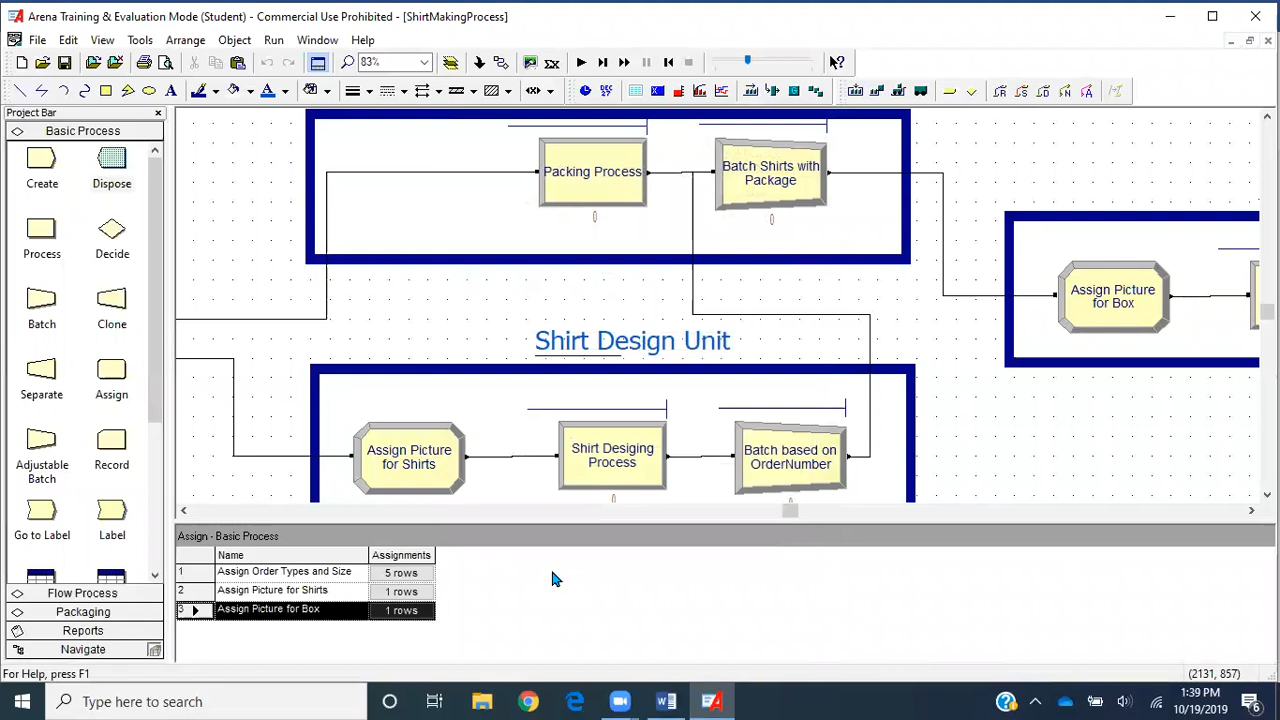 Arena Training & Evaluation Mode (Student) - Commercial Use Prohibited - [ShirtMakingProcess]
File Edit View Tools Arrange Object Run Window Help
83%
Project Bar
Basic Process
Create Dispose
Process Decide
Batch Clone
Separate Assign
Adjustable Batch Record
Go to Label Label
Flow Process
Packaging
Reports
Navigate
Packing Process
0
Batch Shirts with
Package
0
Assign Picture
for Box
Shirt Design Unit
Assign Picture
for Shirts
Shirt Desiging
Process
Batch based on
OrderNumber
Assign - Basic Process
Name Assignments
1 Assign Order Types and Size 5 rows
2 Assign Picture for Shirts 1 rows
3 Assign Picture for Box 1 rows
For Help, press F1
(2131, 857)
Type here to search
1:39 PM
10/19/2019
6